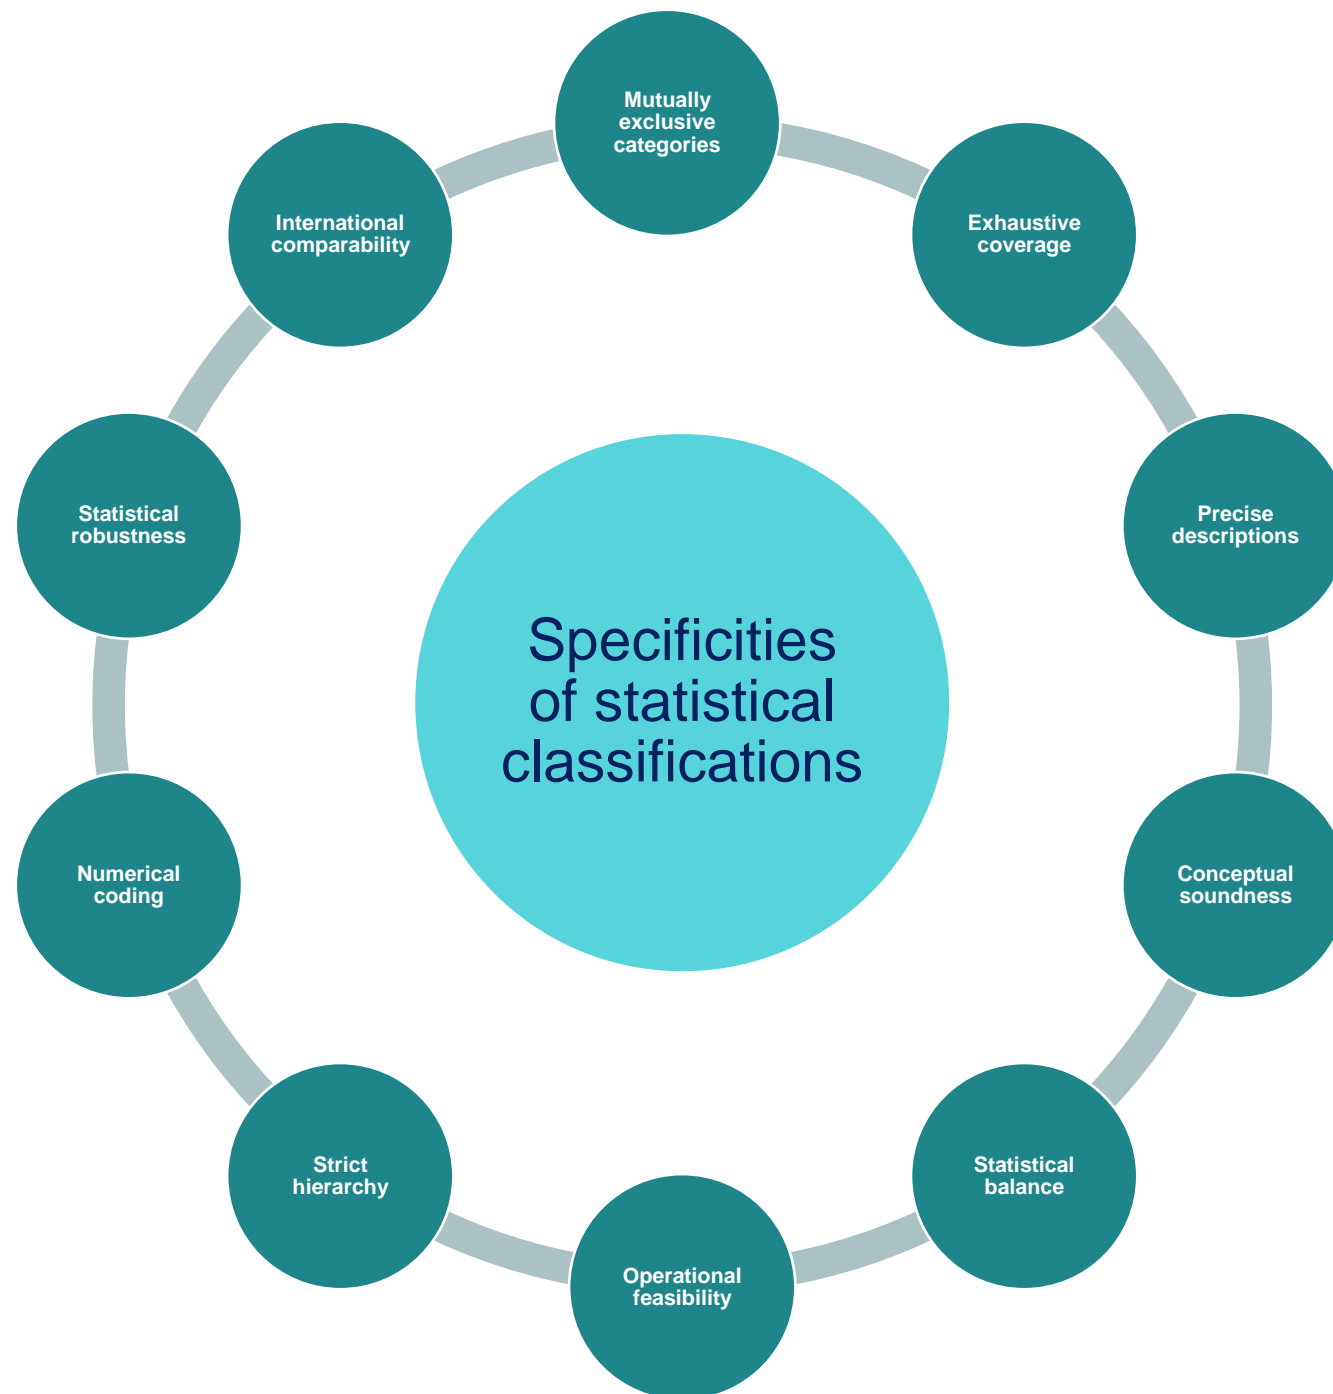 Mutually
exclusive
categories
Exhaustive
coverage
Precise
descriptions
Conceptual
soundness
Statistical
balance
Operational
feasibility
Strict
hierarchy
Numerical
coding
Statistical
robustness
International
comparability
Specificities
of statistical
classifications